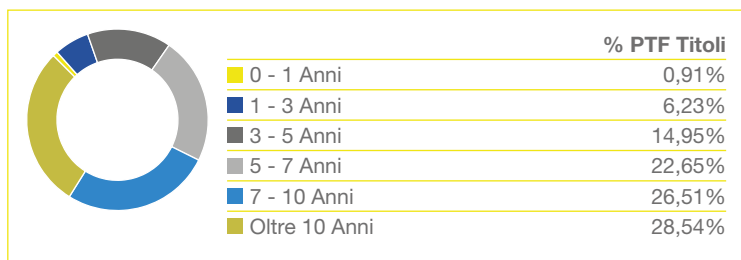 % PTF Titoli
0 - 1 Anni 0,91%
1 - 3 Anni 6,23%
3 - 5 Anni 14,95%
5 - 7 Anni 22,65%
7 - 10 Anni 26,51%
Oltre 10 Anni 28,54%